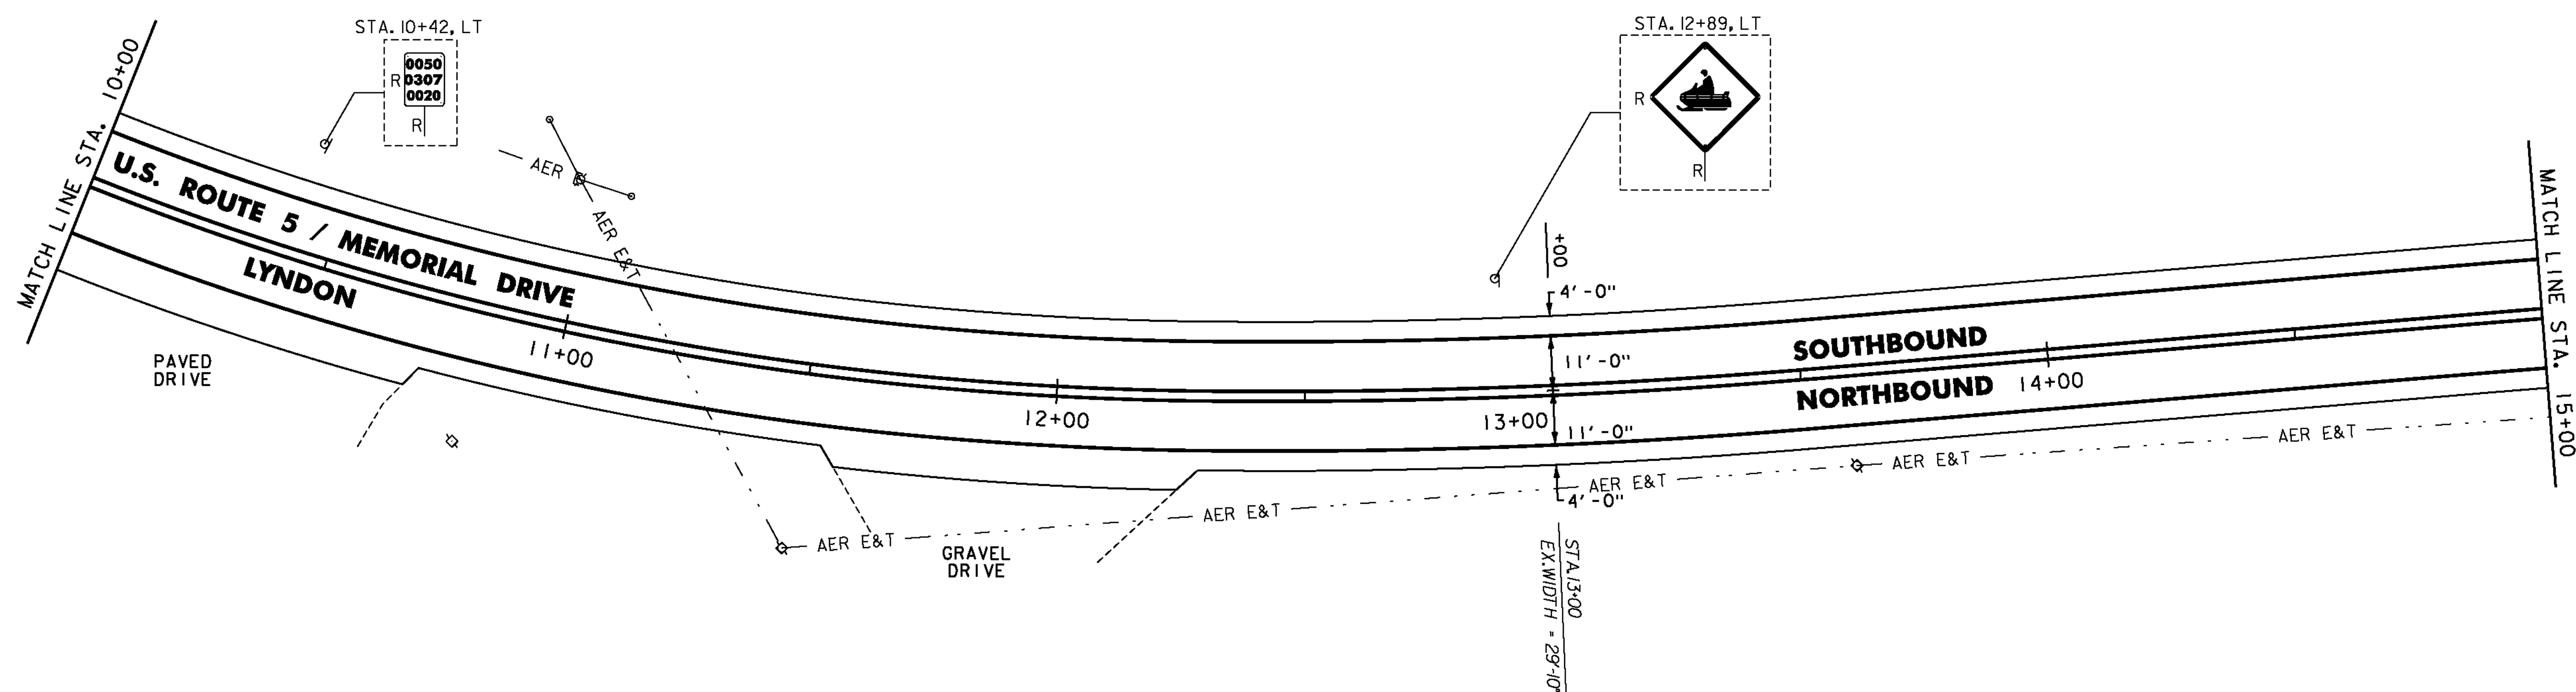 STA. 10+42, LT
0050
0307
0020
R
R
STA. 12+89, LT
R
R
MATCH LINE STA. 10+00
U.S. ROUTE 5 / MEMORIAL DRIVE
LYNDON
AER E
AER E&T
PAVED
DRIVE
11+00
12+00
13+00
14+00
+00
4'-0"
11'-0"
11'-0"
4'-0"
SOUTHBOUND
NORTHBOUND
AER E&T
AER E&T
AER E&T
AER E&T
AER E&T
GRAVEL
DRIVE
STA.13+00
EX.WIDTH = 29'-10"
MATCH LINE STA. 15+00